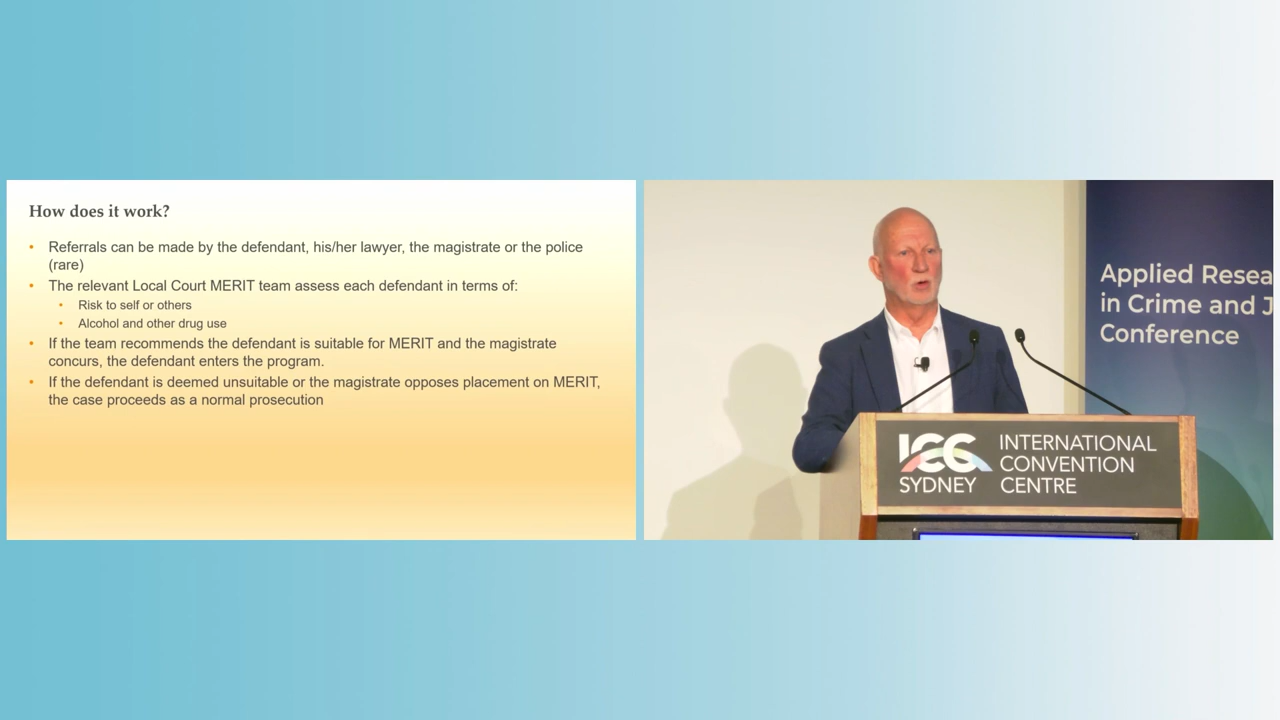 How does it work?
• Referrals can be made by the defendant, his/her lawyer, the magistrate or the police
(rare)
• The relevant Local Court MERIT team assess each defendant in terms of:
• Risk to self or others
• Alcohol and other drug use
• If the team recommends the defendant is suitable for MERIT and the magistrate
concurs, the defendant enters the program.
• If the defendant is deemed unsuitable or the magistrate opposes placement on MERIT,
the case proceeds as a normal prosecution
Applied Resea
in Crime and J
Conference
ICC
SYDNEY
INTERNATIONAL
CONVENTION
CENTRE